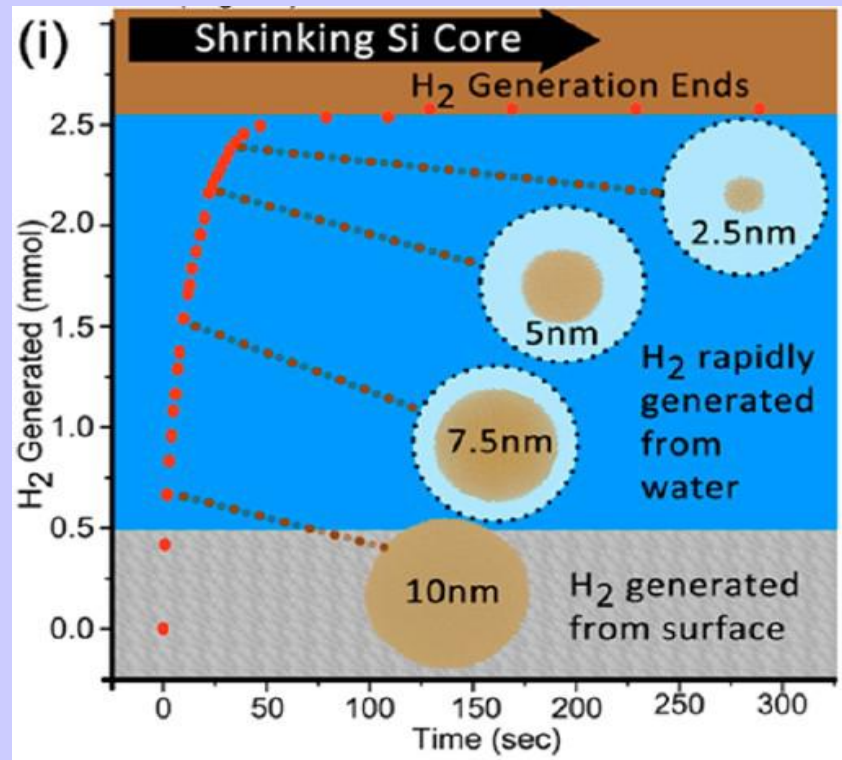 (i)
Shrinking Si Core
H2 Generation Ends
2.5
2.0
1.5
1.0
0.5
0.0
H2 Generated (mmol)
2.5nm
5nm
7.5nm
10nm
H2 rapidly
generated
from
water
H2 generated
from surface
0 50 100 150 200 250 300
Time (sec)